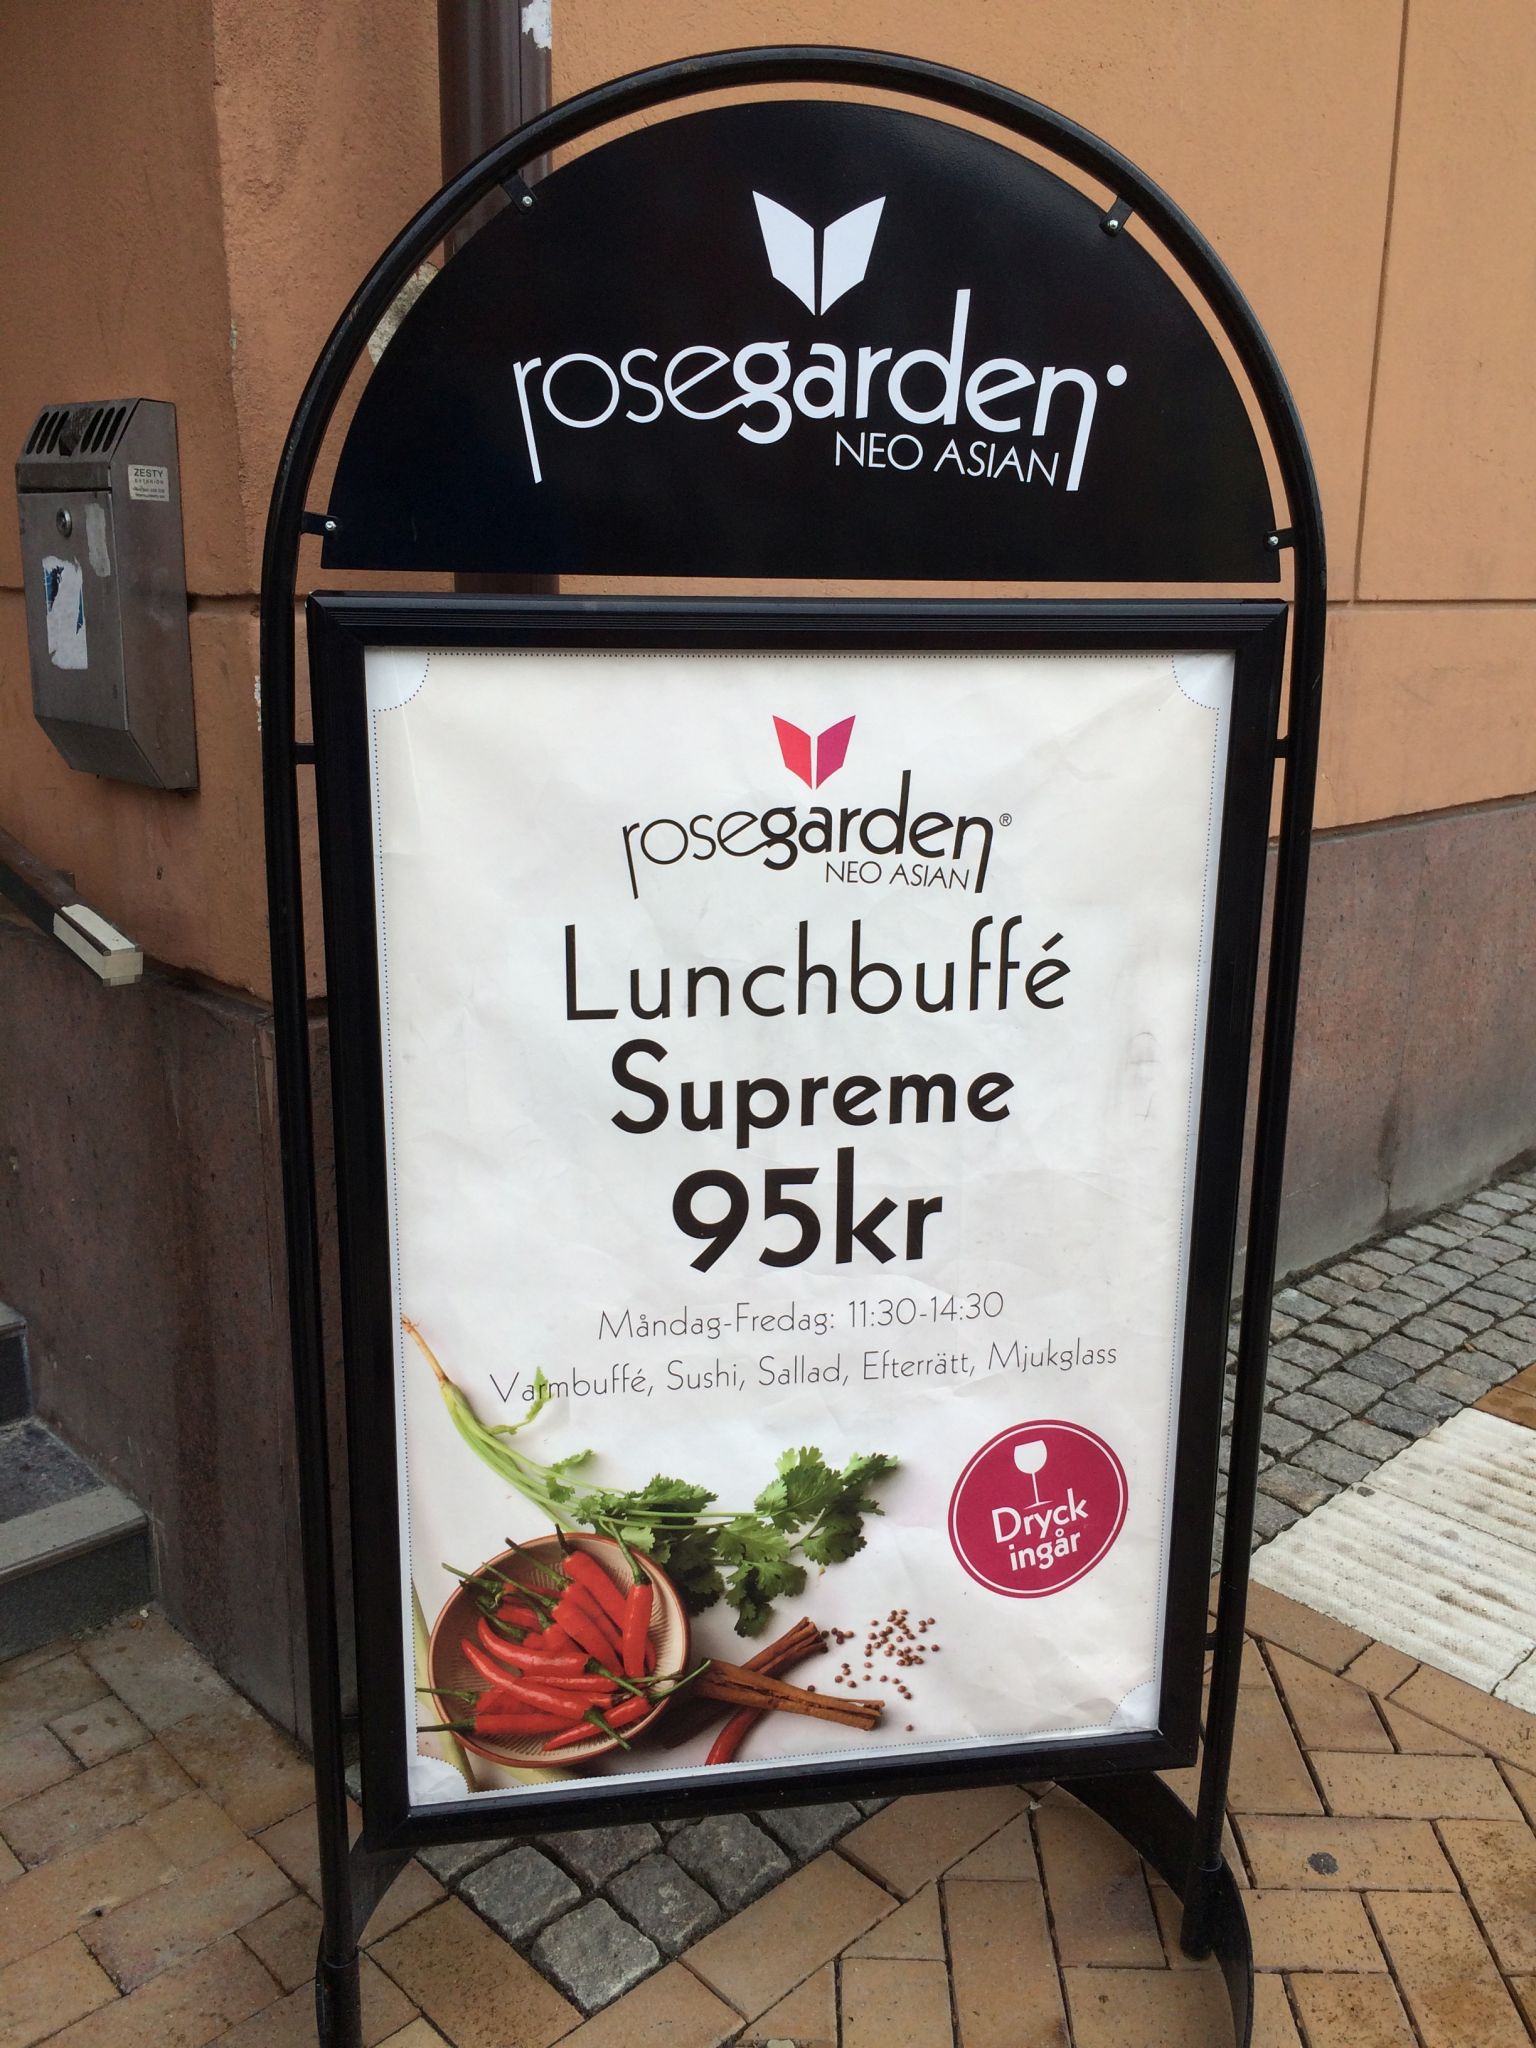 rosegarden
NEO ASIAN
ZESTY
rosegarden®
NEO ASIAN
Lunchbuffé
Supreme
95kr
Måndag-Fredag: 11:30-14:30
Varmbuffé, Sushi, Sallad, Efterrätt, Mjukglass
Dryck
ingår